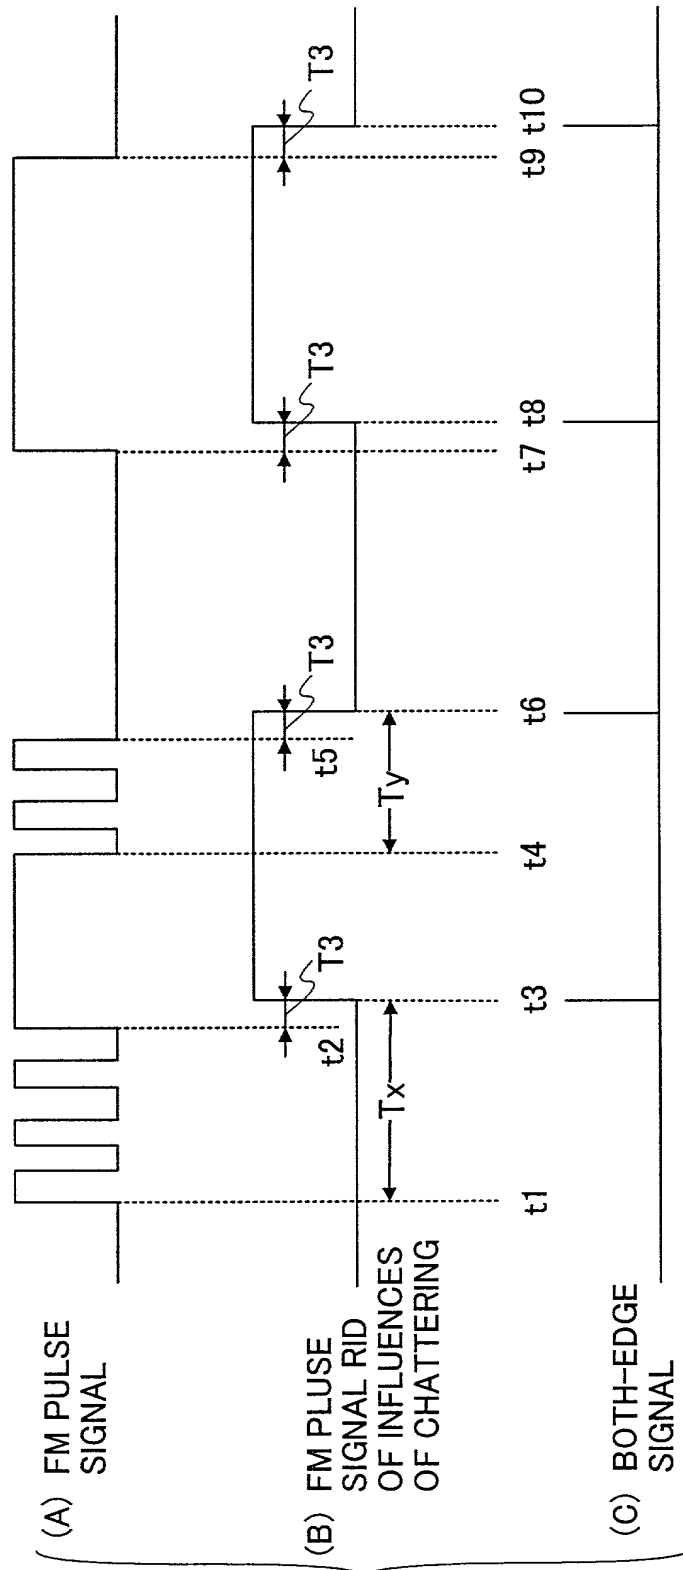 (A) FM PULSE
SIGNAL
(B) FM PLUSE
SIGNAL RID
OF INFLUENCES
OF CHATTERING
T3
T3
T3
T3
t2
t5
Tx
Ty
t1
t3
t4
t6
t7
t8
t9
t10
(C) BOTH-EDGE
SIGNAL